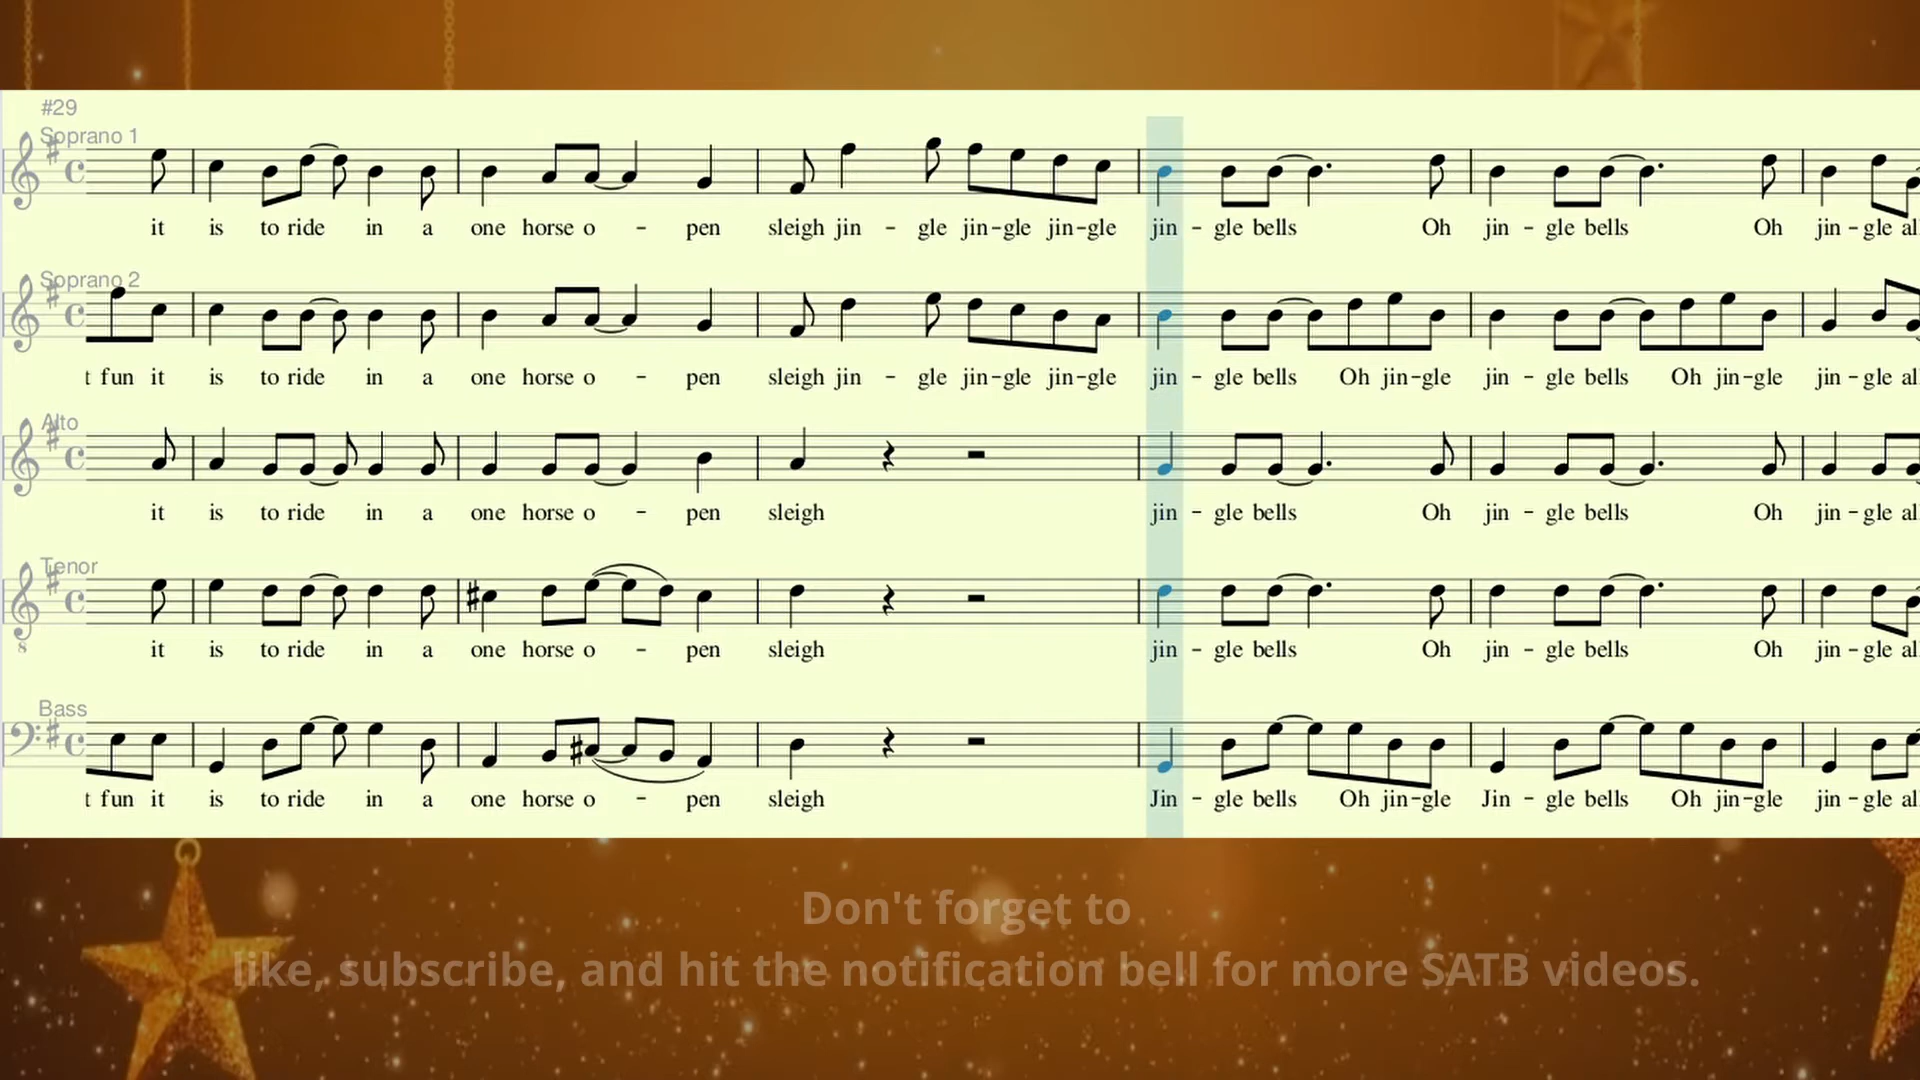 #29
Soprano 1
it is to ride in a one horse o - pen sleigh jin - gle jin-gle jin-gle jin - gle bells Oh jin - gle bells Oh jin - gle al
Soprano 2
t fun it is to ride in a one horse o - pen sleigh jin - gle jin-gle jin-gle jin - gle bells Oh jin-gle jin - gle bells Oh jin-gle jin - gle al
Alto
it is to ride in a one horse o - pen sleigh jin - gle bells Oh jin - gle bells Oh jin - gle al
Tenor
8
it is to ride in a one horse o - pen sleigh jin - gle bells Oh jin - gle bells Oh jin - gle al
Bass
t fun it is to ride in a one horse o - pen sleigh Jin - gle bells Oh jin-gle Jin - gle bells Oh jin-gle jin - gle al
Don't forget to
like, subscribe, and hit the notification bell for more SATB videos.